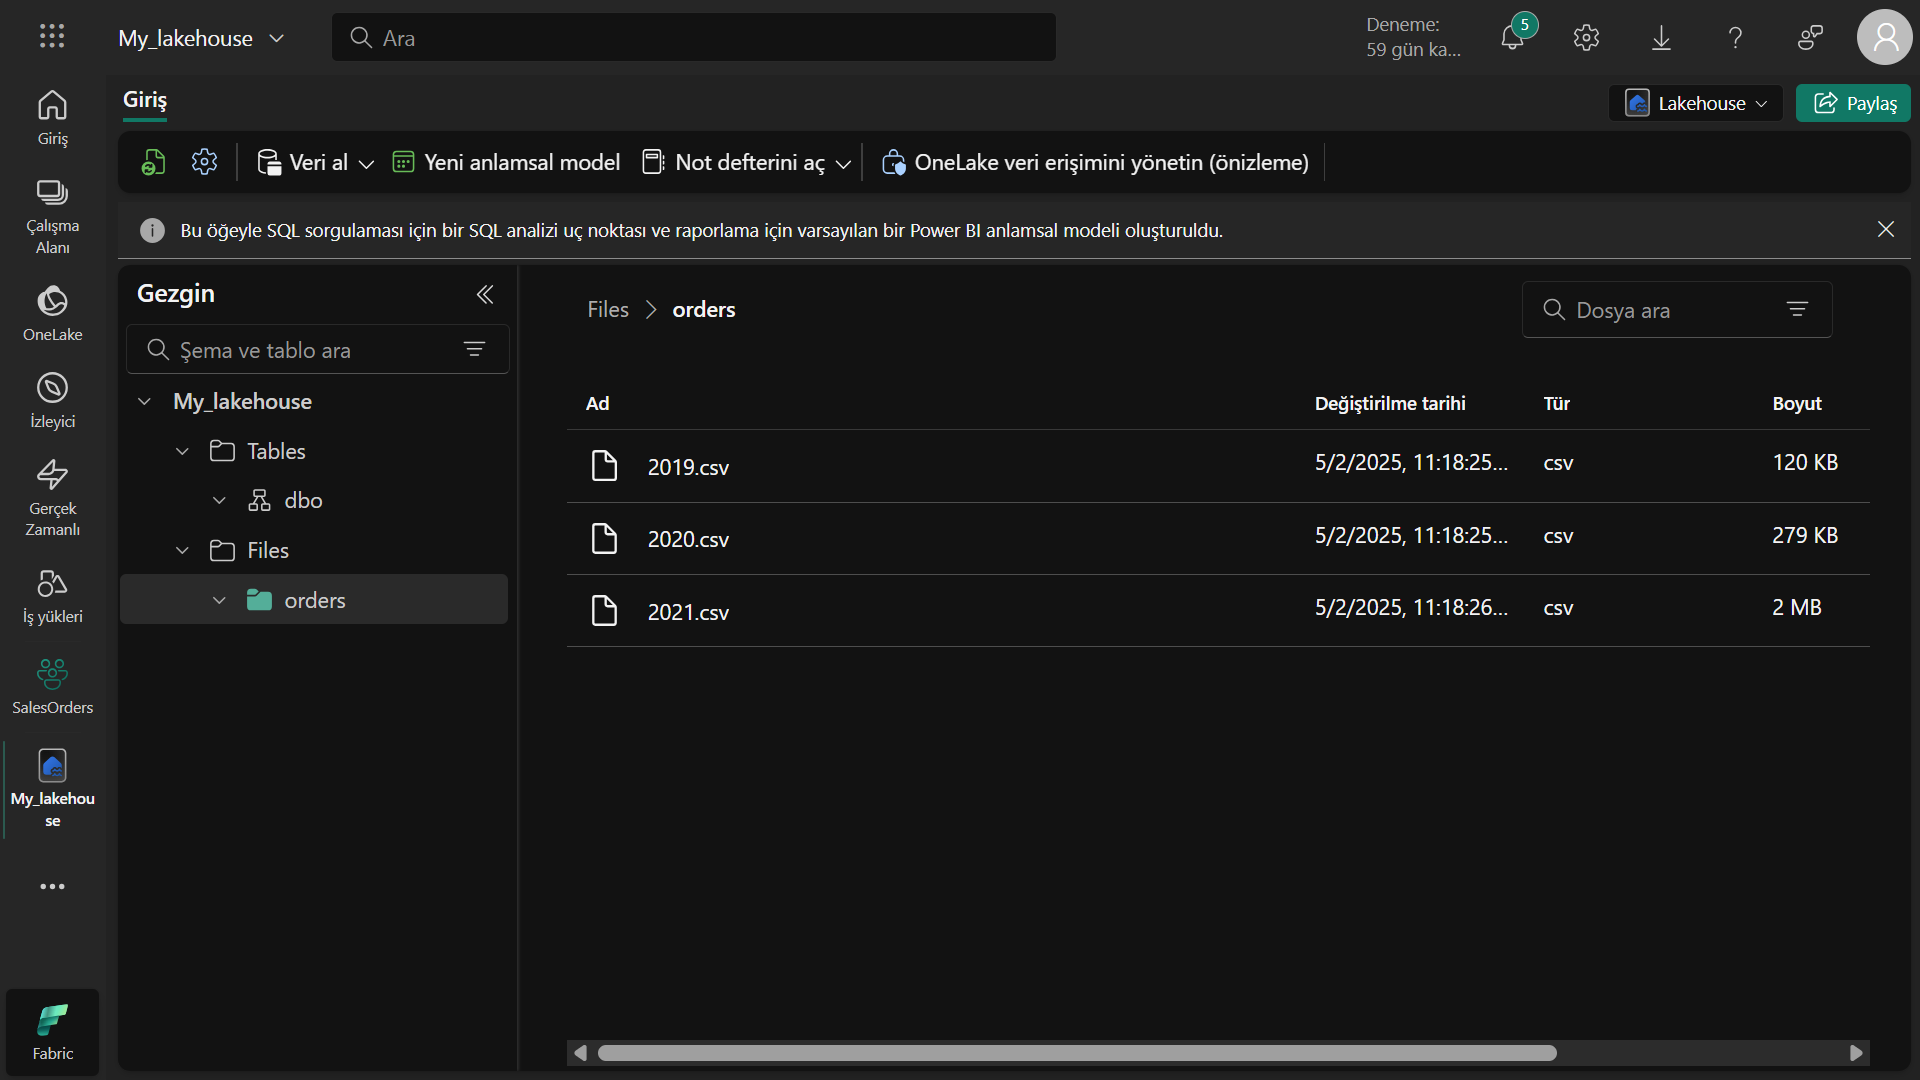 My_lakehouse
Ara
Deneme:
59 gün ka...
5
Giriş
Çalışma
Alanı
OneLake
İzleyici
Gerçek
Zamanlı
İş yükleri
SalesOrders
My_lakehou
se
Fabric
Giriş
Lakehouse
Paylaş
Veri al
Yeni anlamsal model
Not defterini aç
OneLake veri erişimini yönetin (önizleme)
Bu öğeyle SQL sorgulaması için bir SQL analizi uç noktası ve raporlama için varsayılan bir Power BI anlamsal modeli oluşturuldu.
Gezgin
Şema ve tablo ara
My_lakehouse
Tables
dbo
Files
orders
Files > orders
Dosya ara
Ad Değiştirilme tarihi Tür Boyut
2019.csv 5/2/2025, 11:18:25... csv 120 KB
2020.csv 5/2/2025, 11:18:25... csv 279 KB
2021.csv 5/2/2025, 11:18:26... csv 2 MB